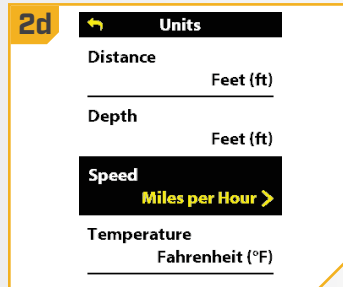 2d
Units
Distance
Feet (ft)
Depth
Feet (ft)
Speed
Miles per Hour >
Temperature
Fahrenheit (°F)